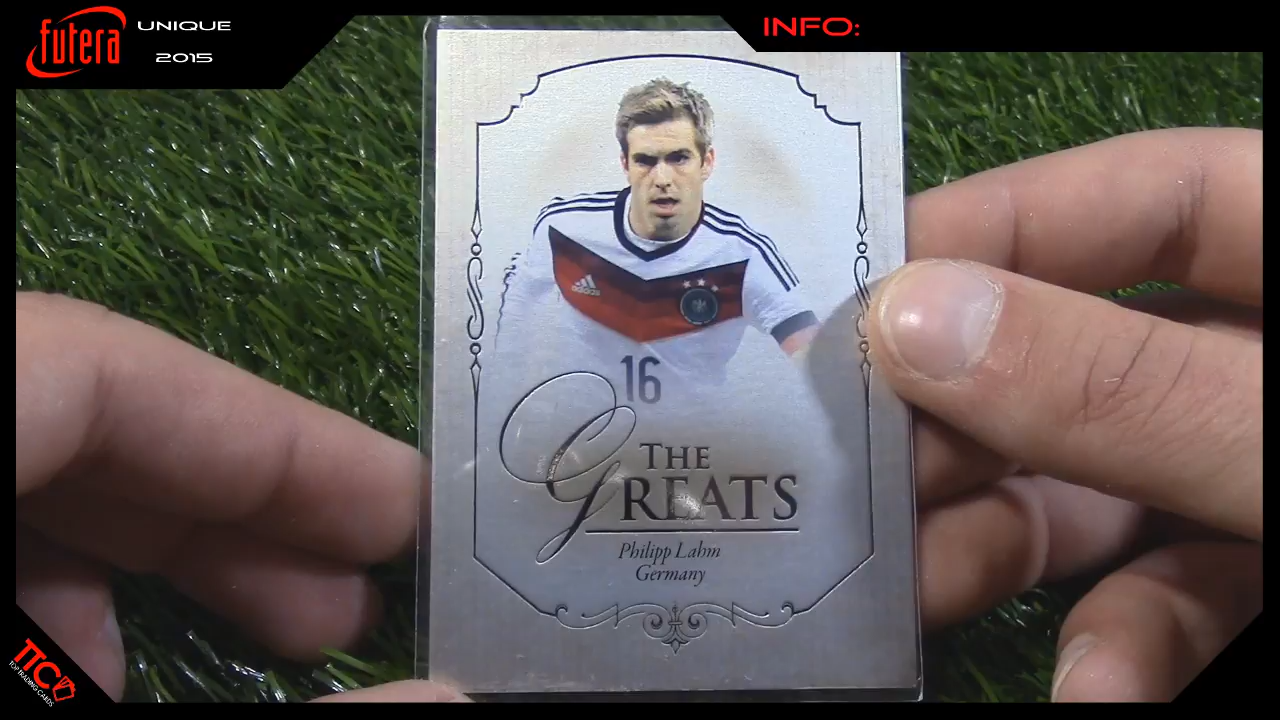 futera
UNIQUE
2015
INFO:
adidas
16
THE
GREATS
Philipp Lahm
Germany
TTC
TOP TRADING CARDS